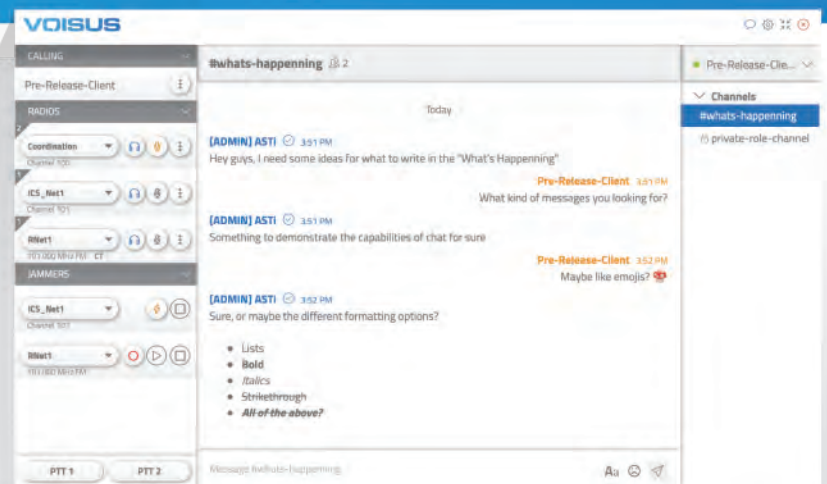 VOISUS
CALLING
Pre-Release-Client
RADIOS
2
Coordination
Channel 100
1
ICS_Net1
Channel 101
1
RNet1
CT
JAMMERS
ICS_Net1
Channel 101
RNet1
PTT 1
PTT 2
#whats-happenning 2
Today
[ADMIN] ASTi 3:51 PM
Hey guys, I need some ideas for what to write in the "What's Happenning"
Pre-Release-Client 3:51 PM
What kind of messages you looking for?
[ADMIN] ASTi 3:51 PM
Something to demonstrate the capabilities of chat for sure
Pre-Release-Client 3:52 PM
Maybe like emojis?
[ADMIN] ASTi 3:52 PM
Sure, or maybe the different formatting options?
Lists
Bold
Italics
Strikethrough
All of the above?
Message #whats-happenning
Aa
Pre-Release-Clie...
Channels
#whats-happenning
private-role-channel